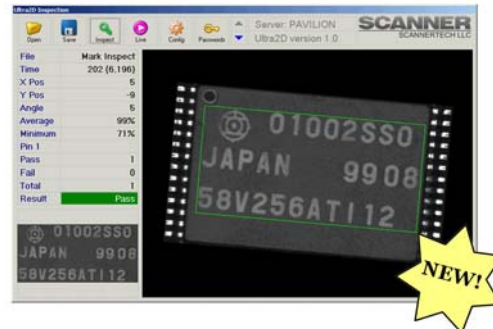 Ultra2D Inspection
Open
Save
Inspect
Live
Config
Passwords
Server: PAVILION
Ultra2D version 1.0
SCANNER
SCANNERTECH LLC
File Mark Inspect
Time 202 {6,196}
X Pos 5
Y Pos -9
Angle 5
Average 99%
Minimum 71%
Pin 1
Pass 1
Fail 0
Total 1
Result Pass
01002SS0
JAPAN 9908
58V256ATI12
01002SS0
JAPAN 9908
58V256ATI12
NEW!